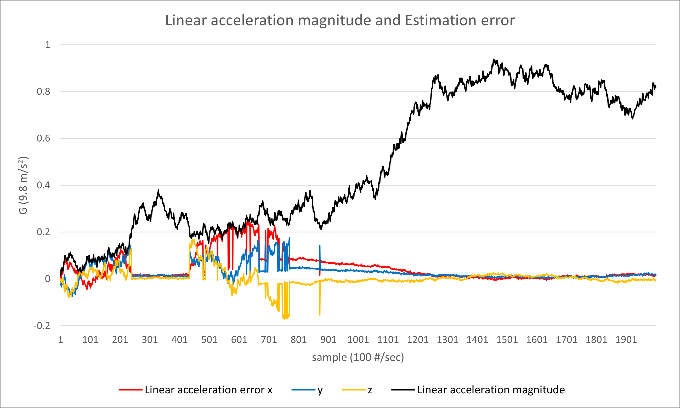 Linear acceleration magnitude and Estimation error
1
0.8
0.6
0.4
0.2
0
-0.2
G (9.8 m/s²)
1 101 201 301 401 501 601 701 801 901 1001 1101 1201 1301 1401 1501 1601 1701 1801 1901
sample (100 #/sec)
Linear acceleration error x y z Linear acceleration magnitude